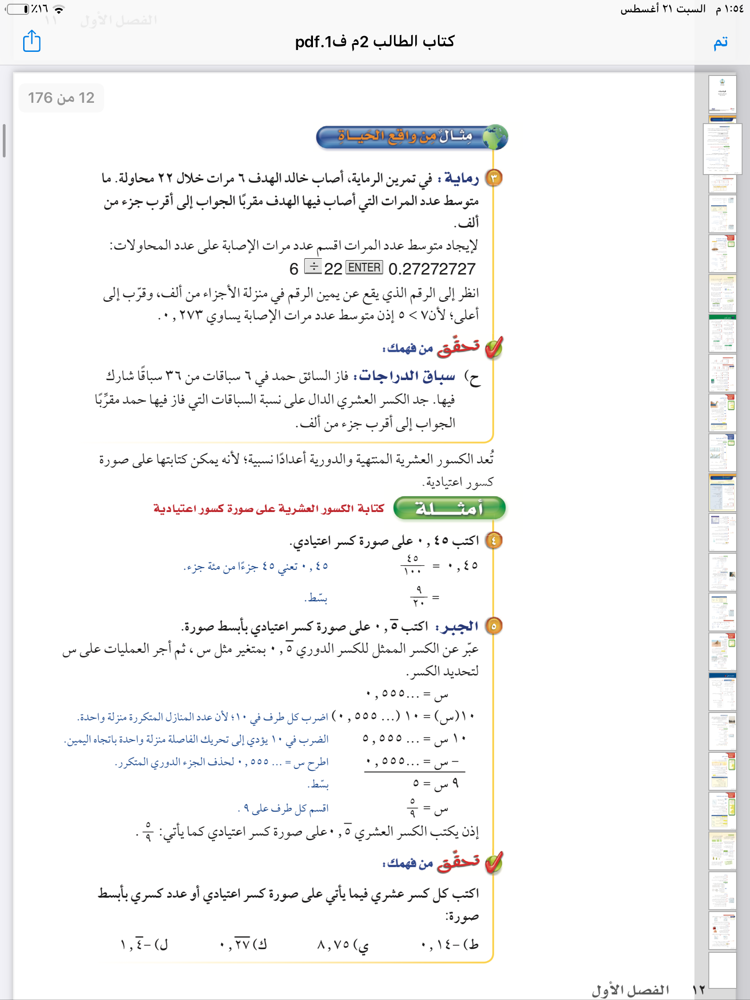 ١:٥٤ م السبت ٢١ أغسطس ٪١٦
الفصل الأول ١١
تم
كتاب الطالب 2م ف1.pdf
12 من 176
مِثَالٌ مِن واقِعِ الحَيَاةِ
٣ رماية: في تمرين الرماية، أصاب خالد الهدف ٦ مرات خلال ٢٢ محاولة. ما
متوسط عدد المرات التي أصاب فيها الهدف مقربًا الجواب إلى أقرب جزء من
ألف.
لإيجاد متوسط عدد المرات اقسم عدد مرات الإصابة على عدد المحاولات:
6 ÷ 22 ENTER 0.27272727
انظر إلى الرقم الذي يقع عن يمين الرقم في منزلة الأجزاء من ألف، وقرّب إلى
أعلى؛ لأن٧ > ٥ إذن متوسط عدد مرات الإصابة يساوي ٠,٢٧٣.
تحقّق من فهمك:
ح) سباق الدراجات: فاز السائق حمد في ٦ سباقات من ٣٦ سباقًا شارك
فيها. جد الكسر العشري الدال على نسبة السباقات التي فاز فيها حمد مقرِّبًا
الجواب إلى أقرب جزء من ألف.
تُعد الكسور العشرية المنتهية والدورية أعدادًا نسبية؛ لأنه يمكن كتابتها على صورة
كسور اعتيادية.
أمثـلة كتابة الكسور العشرية على صورة كسور اعتيادية
٤ اكتب ٠,٤٥ على صورة كسر اعتيادي.
٠,٤٥ = ٤٥/١٠٠ ٠,٤٥ تعني ٤٥ جزءًا من مئة جزء.
= ٩/٢٠ بسّط.
٥ الجبر: اكتب ٠,٥̅ على صورة كسر اعتيادي بأبسط صورة.
عبّر عن الكسر الممثل للكسر الدوري ٠,٥̅ بمتغير مثل س ، ثم أجر العمليات على س
لتحديد الكسر.
س = ...٠,٥٥٥
١٠(س) = ١٠ (... ٠,٥٥٥) اضرب كل طرف في ١٠؛ لأن عدد المنازل المتكررة منزلة واحدة.
١٠ س = ... ٥,٥٥٥ الضرب في ١٠ يؤدي إلى تحريك الفاصلة منزلة واحدة باتجاه اليمين.
– س = ...٠,٥٥٥ اطرح س = ... ٠,٥٥٥ لحذف الجزء الدوري المتكرر.
٩ س = ٥ بسّط.
س = ٥/٩ اقسم كل طرف على ٩ .
إذن يكتب الكسر العشري ٠,٥̅ على صورة كسر اعتيادي كما يأتي: ٥/٩ .
تحقّق من فهمك:
اكتب كل كسر عشري فيما يأتي على صورة كسر اعتيادي أو عدد كسري بأبسط
صورة:
ط) –٠,١٤ ي) ٨,٧٥ ك) ٠,٢̅٧̅ ل) –١,٤̅
١٢ الفصل الأول